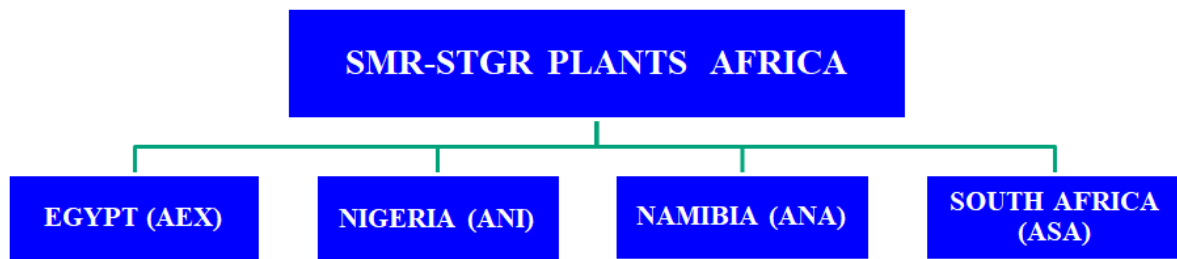 SMR-STGR PLANTS AFRICA
EGYPT (AEX)
NIGERIA (ANI)
NAMIBIA (ANA)
SOUTH AFRICA
(ASA)